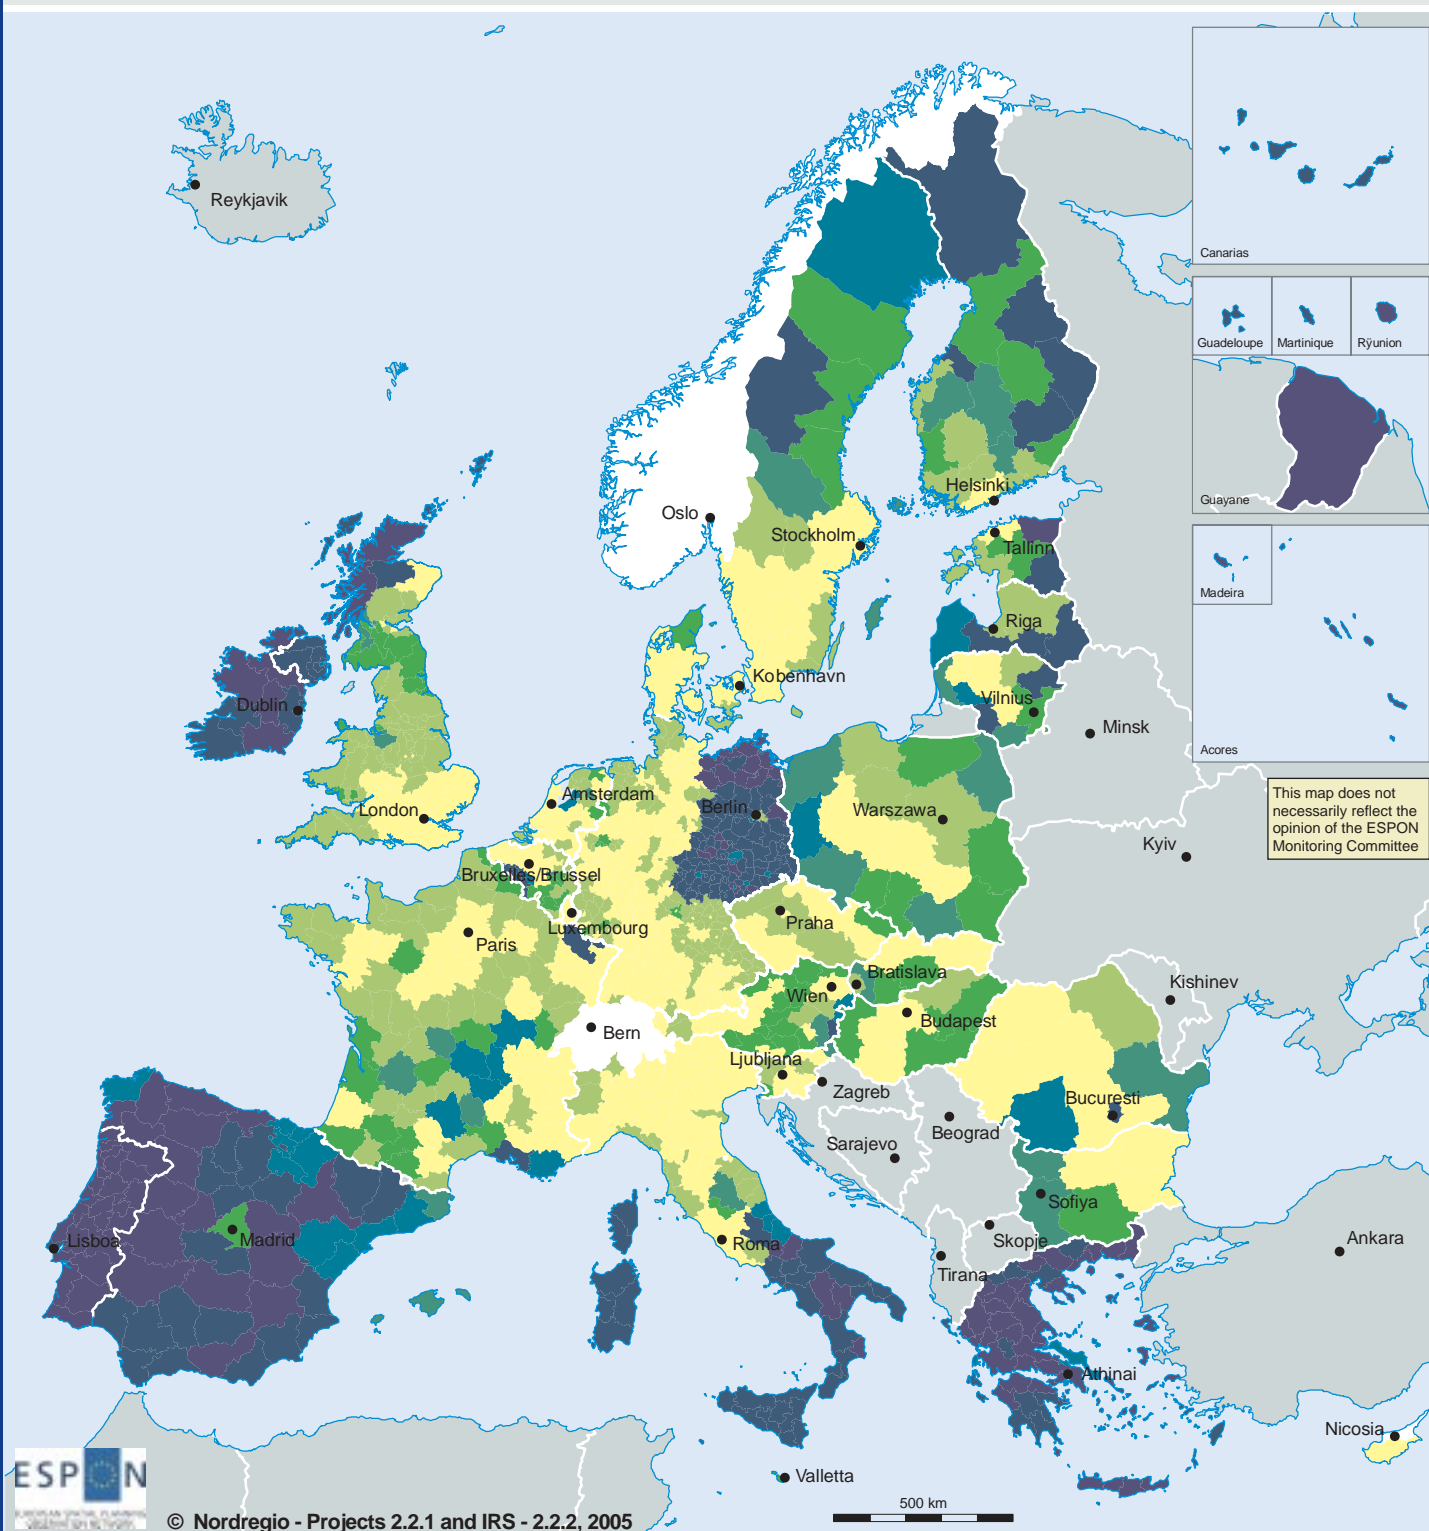 Reykjavik
Canarias
Guadeloupe
Martinique
Rÿunion
Guayane
Madeira
Acores
Helsinki
Oslo
Stockholm
Tallinn
Riga
Kobenhavn
Vilnius
Dublin
Minsk
This map does not
necessarily reflect the
opinion of the ESPON
Monitoring Committee
Amsterdam
Berlin
London
Warszawa
Kyiv
Bruxelles/Brussel
Praha
Luxembourg
Paris
Bratislava
Kishinev
Wien
Budapest
Bern
Ljubljana
Zagreb
Bucuresti
Beograd
Sarajevo
Sofiya
Lisboa
Madrid
Roma
Skopje
Ankara
Tirana
Athinai
Nicosia
Valletta
ESPON
500 km
© Nordregio - Projects 2.2.1 and IRS - 2.2.2, 2005